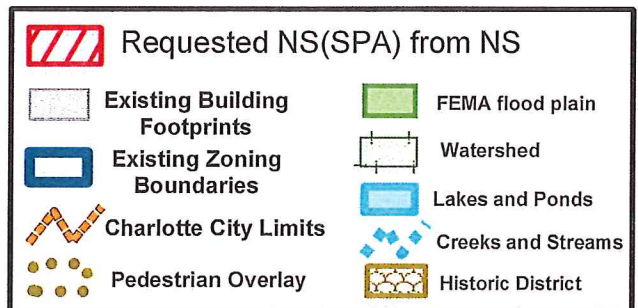 Requested NS(SPA) from NS
Existing Building
Footprints
Existing Zoning
Boundaries
Charlotte City Limits
Pedestrian Overlay
FEMA flood plain
Watershed
Lakes and Ponds
Creeks and Streams
Historic District